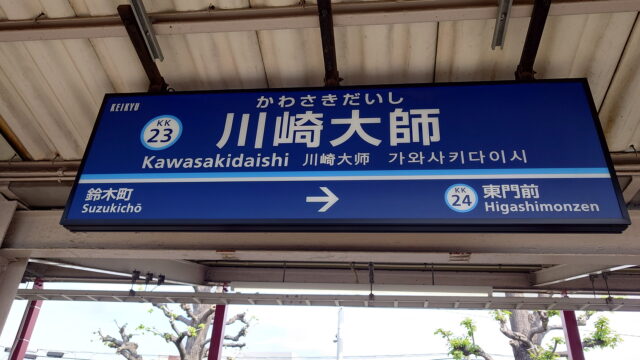 KEIKYU
かわさきだいし
KK
23
川崎大師
Kawasakidaishi 川崎大师 가와사키다이시
鈴木町
Suzukichō
→
KK
24
東門前
Higashimonzen